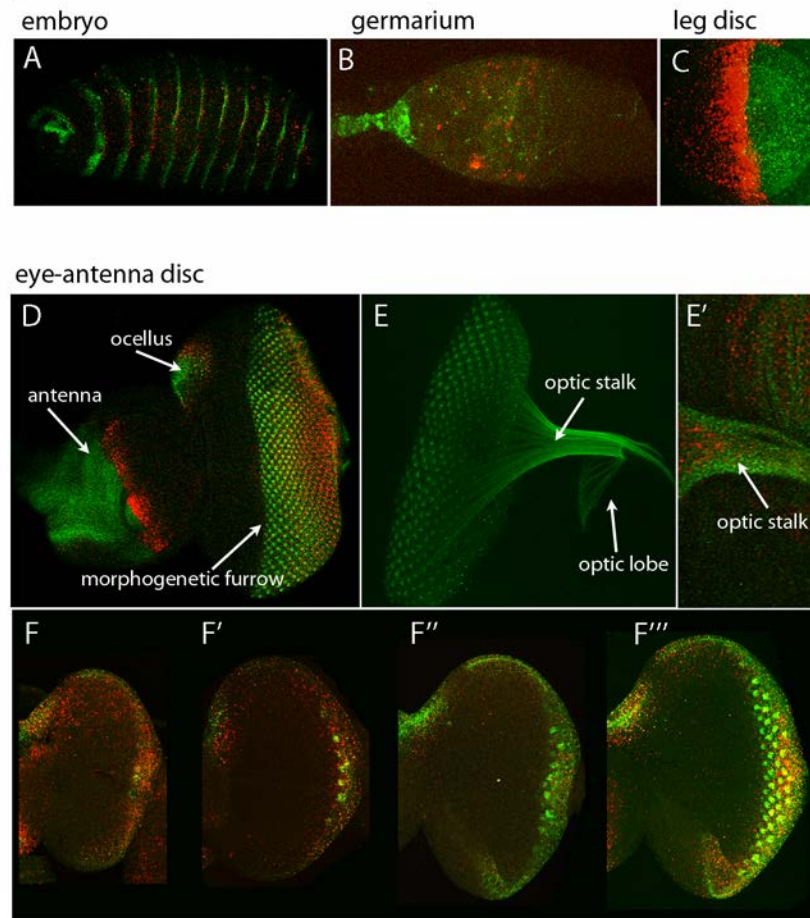 embryo
germarium
leg disc
A
B
C
eye-antenna disc
D
E
E'
ocellus
antenna
optic stalk
optic stalk
morphogenetic furrow
optic lobe
F
F'
F''
F'''